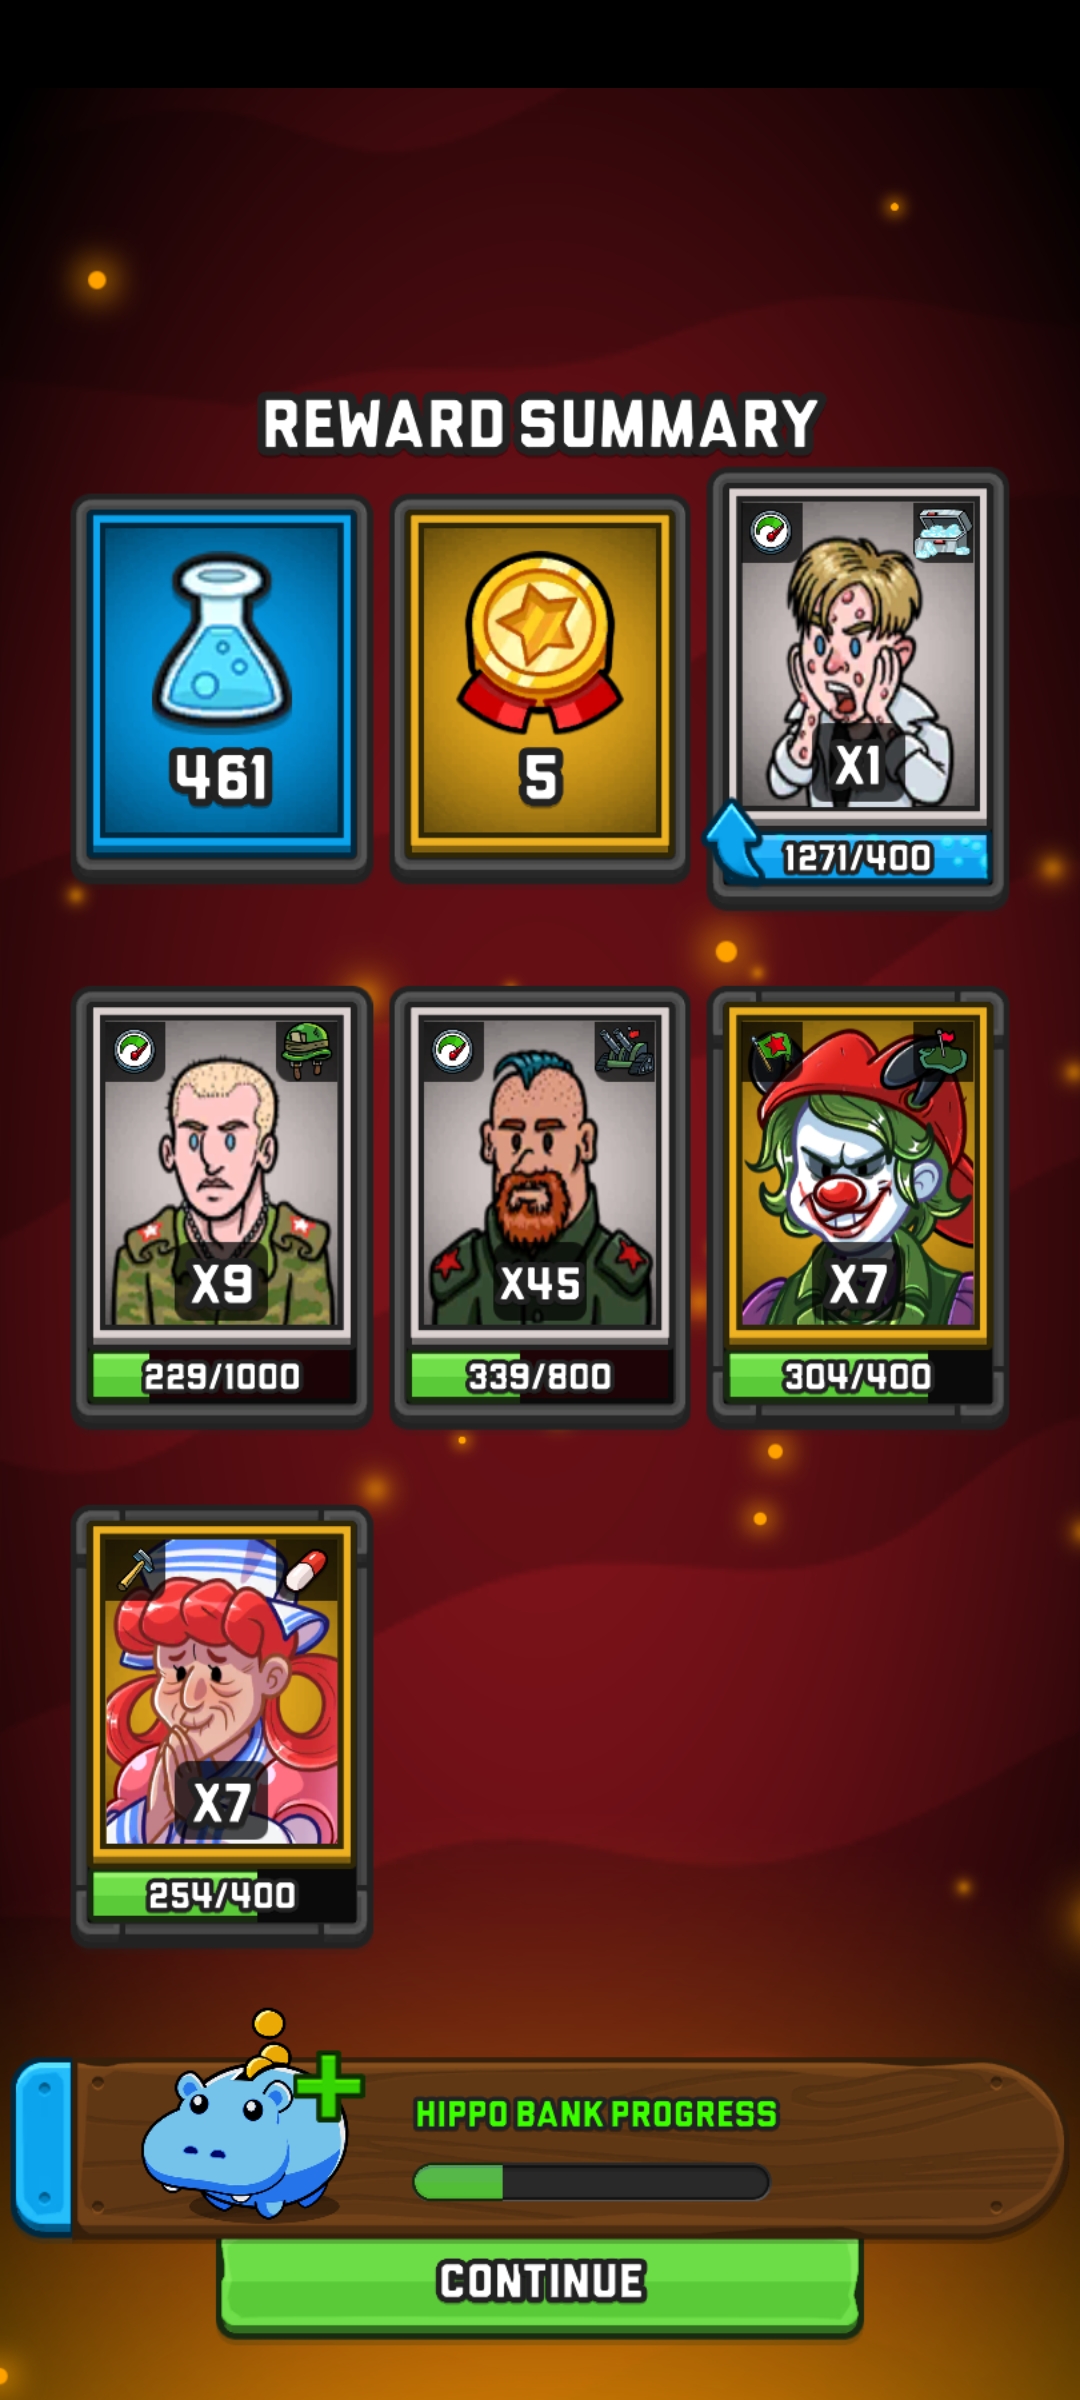 REWARD SUMMARY
461
5
X1
1271/400
X9
229/1000
X45
339/800
X7
304/400
X7
254/400
HIPPO BANK PROGRESS
CONTINUE